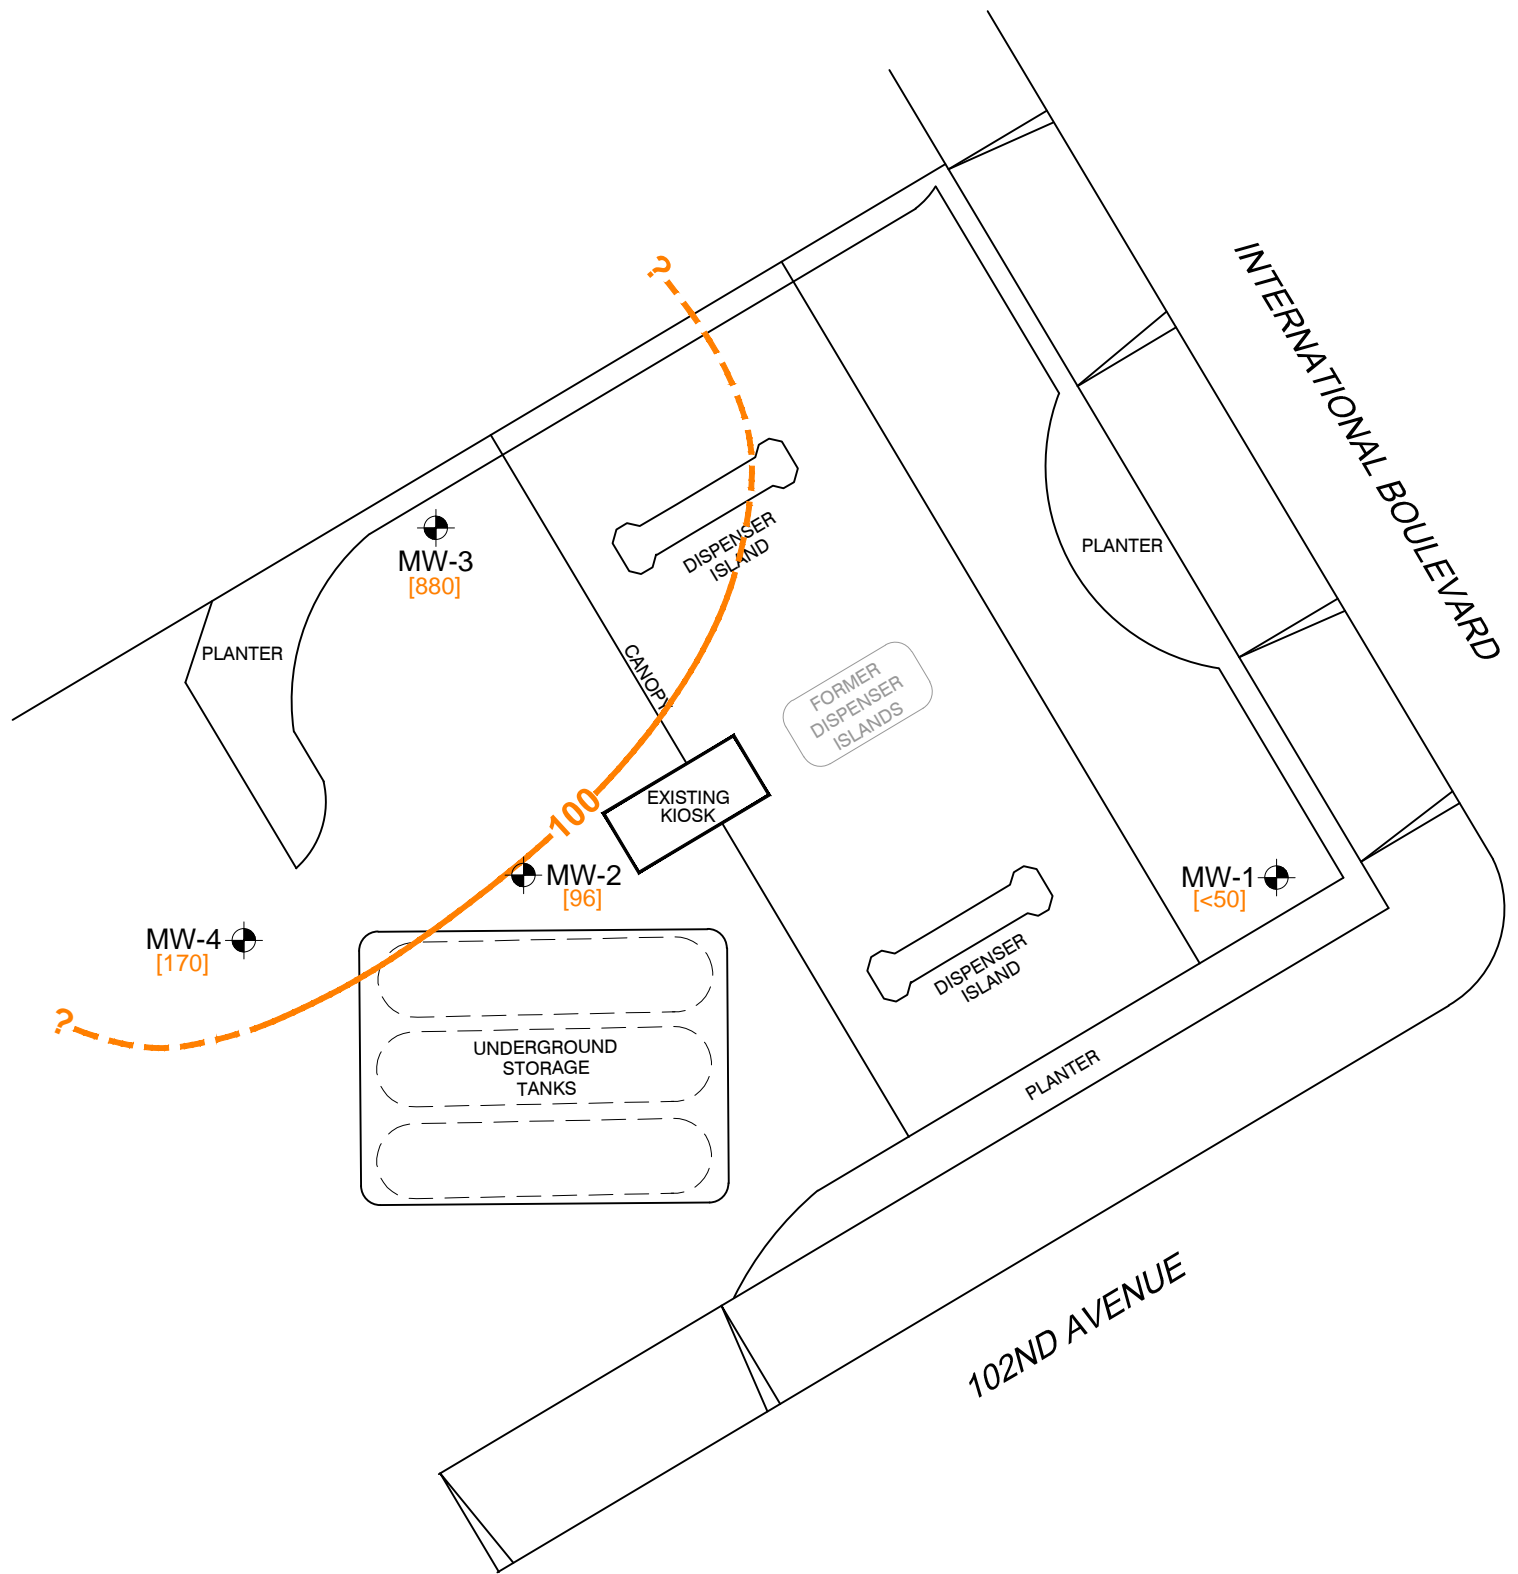 ?
INTERNATIONAL BOULEVARD
DISPENSER
ISLAND
MW-3
[880]
PLANTER
PLANTER
CANOPY
FORMER
DISPENSER
ISLANDS
100
EXISTING
KIOSK
MW-2
[96]
MW-1
[<50]
MW-4
[170]
?
DISPENSER
ISLAND
UNDERGROUND
STORAGE
TANKS
PLANTER
102ND AVENUE